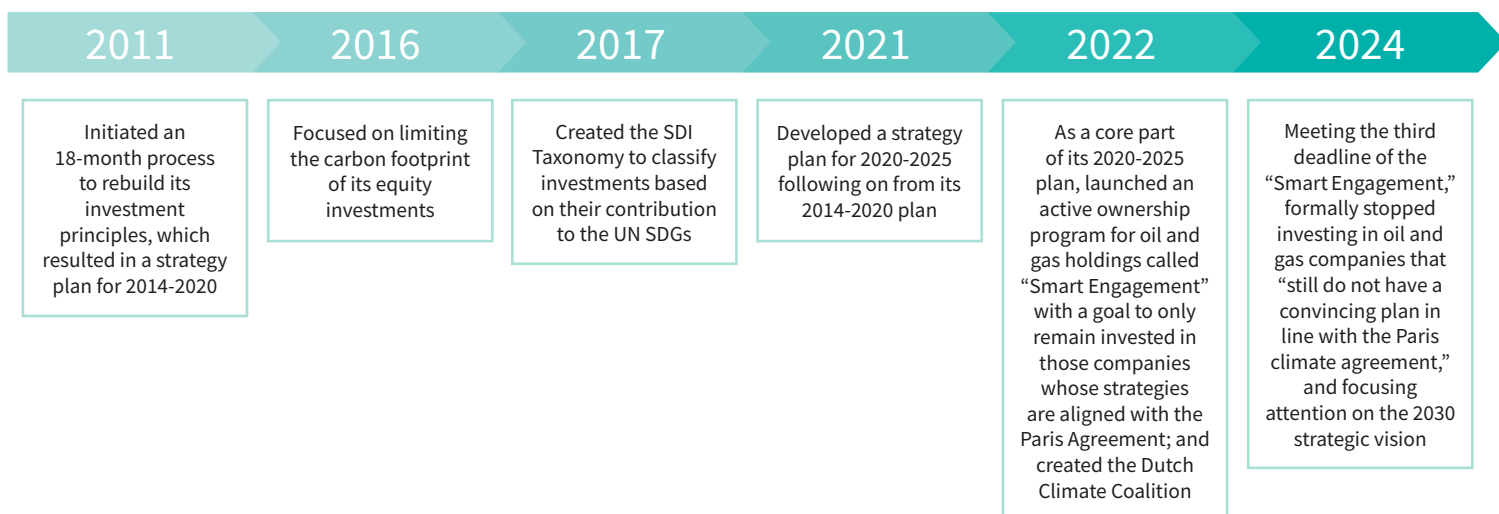 2011
2016
2017
2021
2022
2024
Initiated an
18-month process
to rebuild its
investment
principles, which
resulted in a strategy
plan for 2014-2020
Focused on limiting
the carbon footprint
of its equity
investments
Created the SDI
Taxonomy to classify
investments based
on their contribution
to the UN SDGs
Developed a strategy
plan for 2020-2025
following on from its
2014-2020 plan
As a core part
of its 2020-2025
plan, launched an
active ownership
program for oil and
gas holdings called
“Smart Engagement”
with a goal to only
remain invested in
those companies
whose strategies
are aligned with the
Paris Agreement; and
created the Dutch
Climate Coalition
Meeting the third
deadline of the
“Smart Engagement,”
formally stopped
investing in oil and
gas companies that
“still do not have a
convincing plan in
line with the Paris
climate agreement,”
and focusing
attention on the 2030
strategic vision